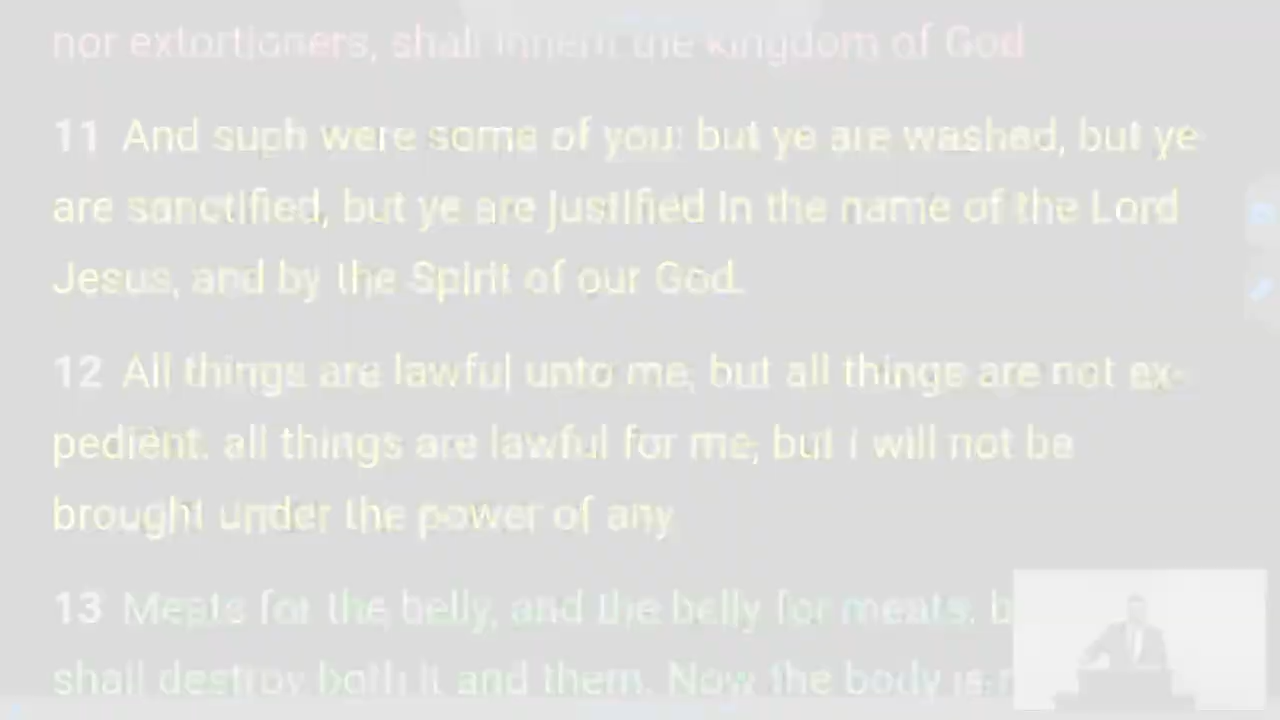 nor extortioners, shall inherit the kingdom of God
11 And such were some of you: but ye are washed, but ye
are sanctified, but ye are justified in the name of the Lord
Jesus, and by the Spirit of our God.
12 All things are lawful unto me, but all things are not ex-
pedient. all things are lawful for me, but I will not be
brought under the power of any
13 Meats for the belly, and the belly for meats. b
shall destroy both it and them. Now the body is n